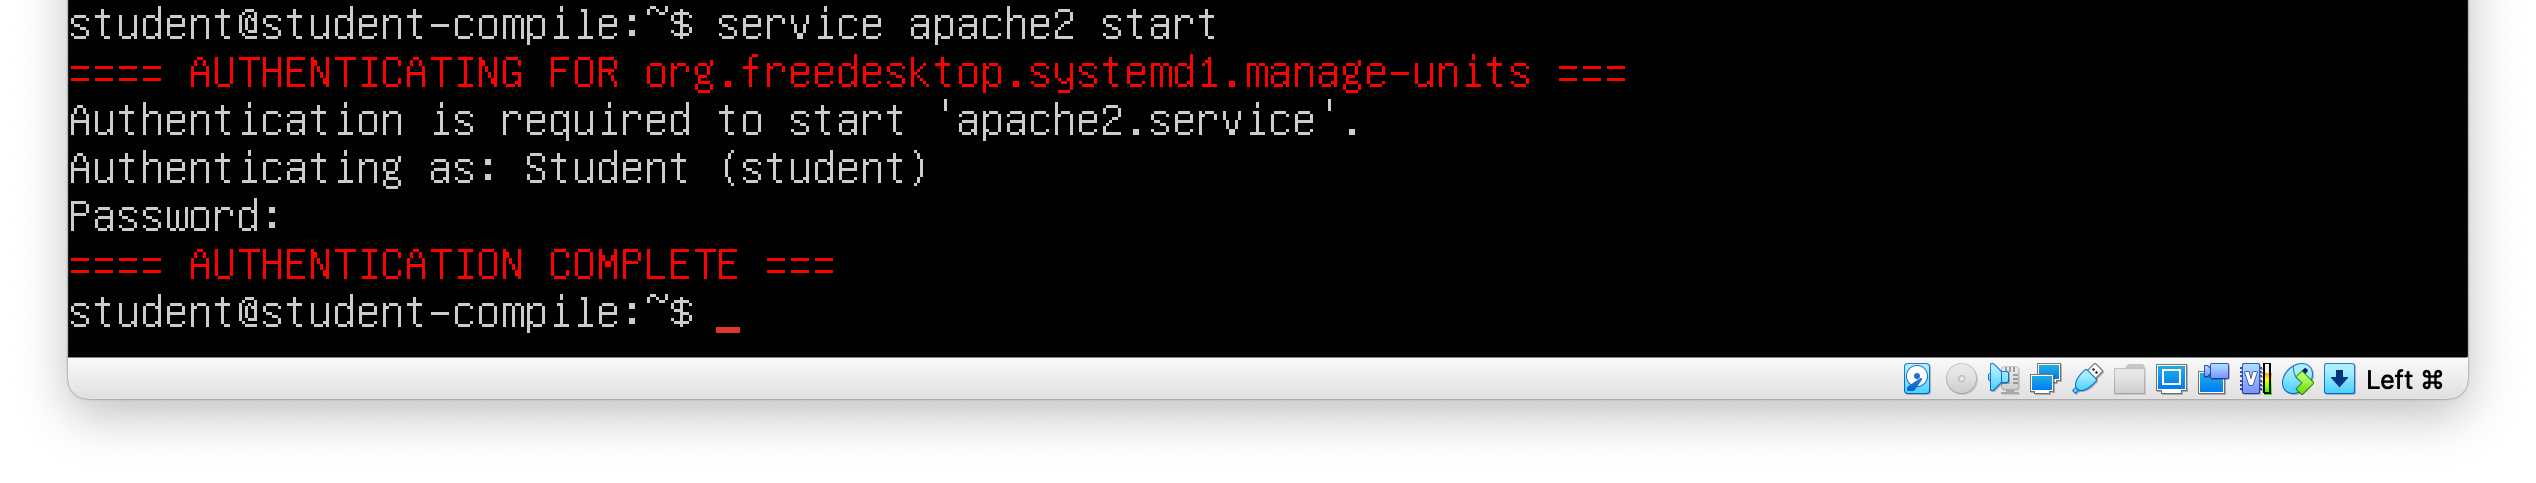 student@student-compile:~$ service apache2 start
==== AUTHENTICATING FOR org.freedesktop.systemd1.manage-units ===
Authentication is required to start 'apache2.service'.
Authenticating as: Student (student)
Password:
==== AUTHENTICATION COMPLETE ===
student@student-compile:~$ _
Left ⌘